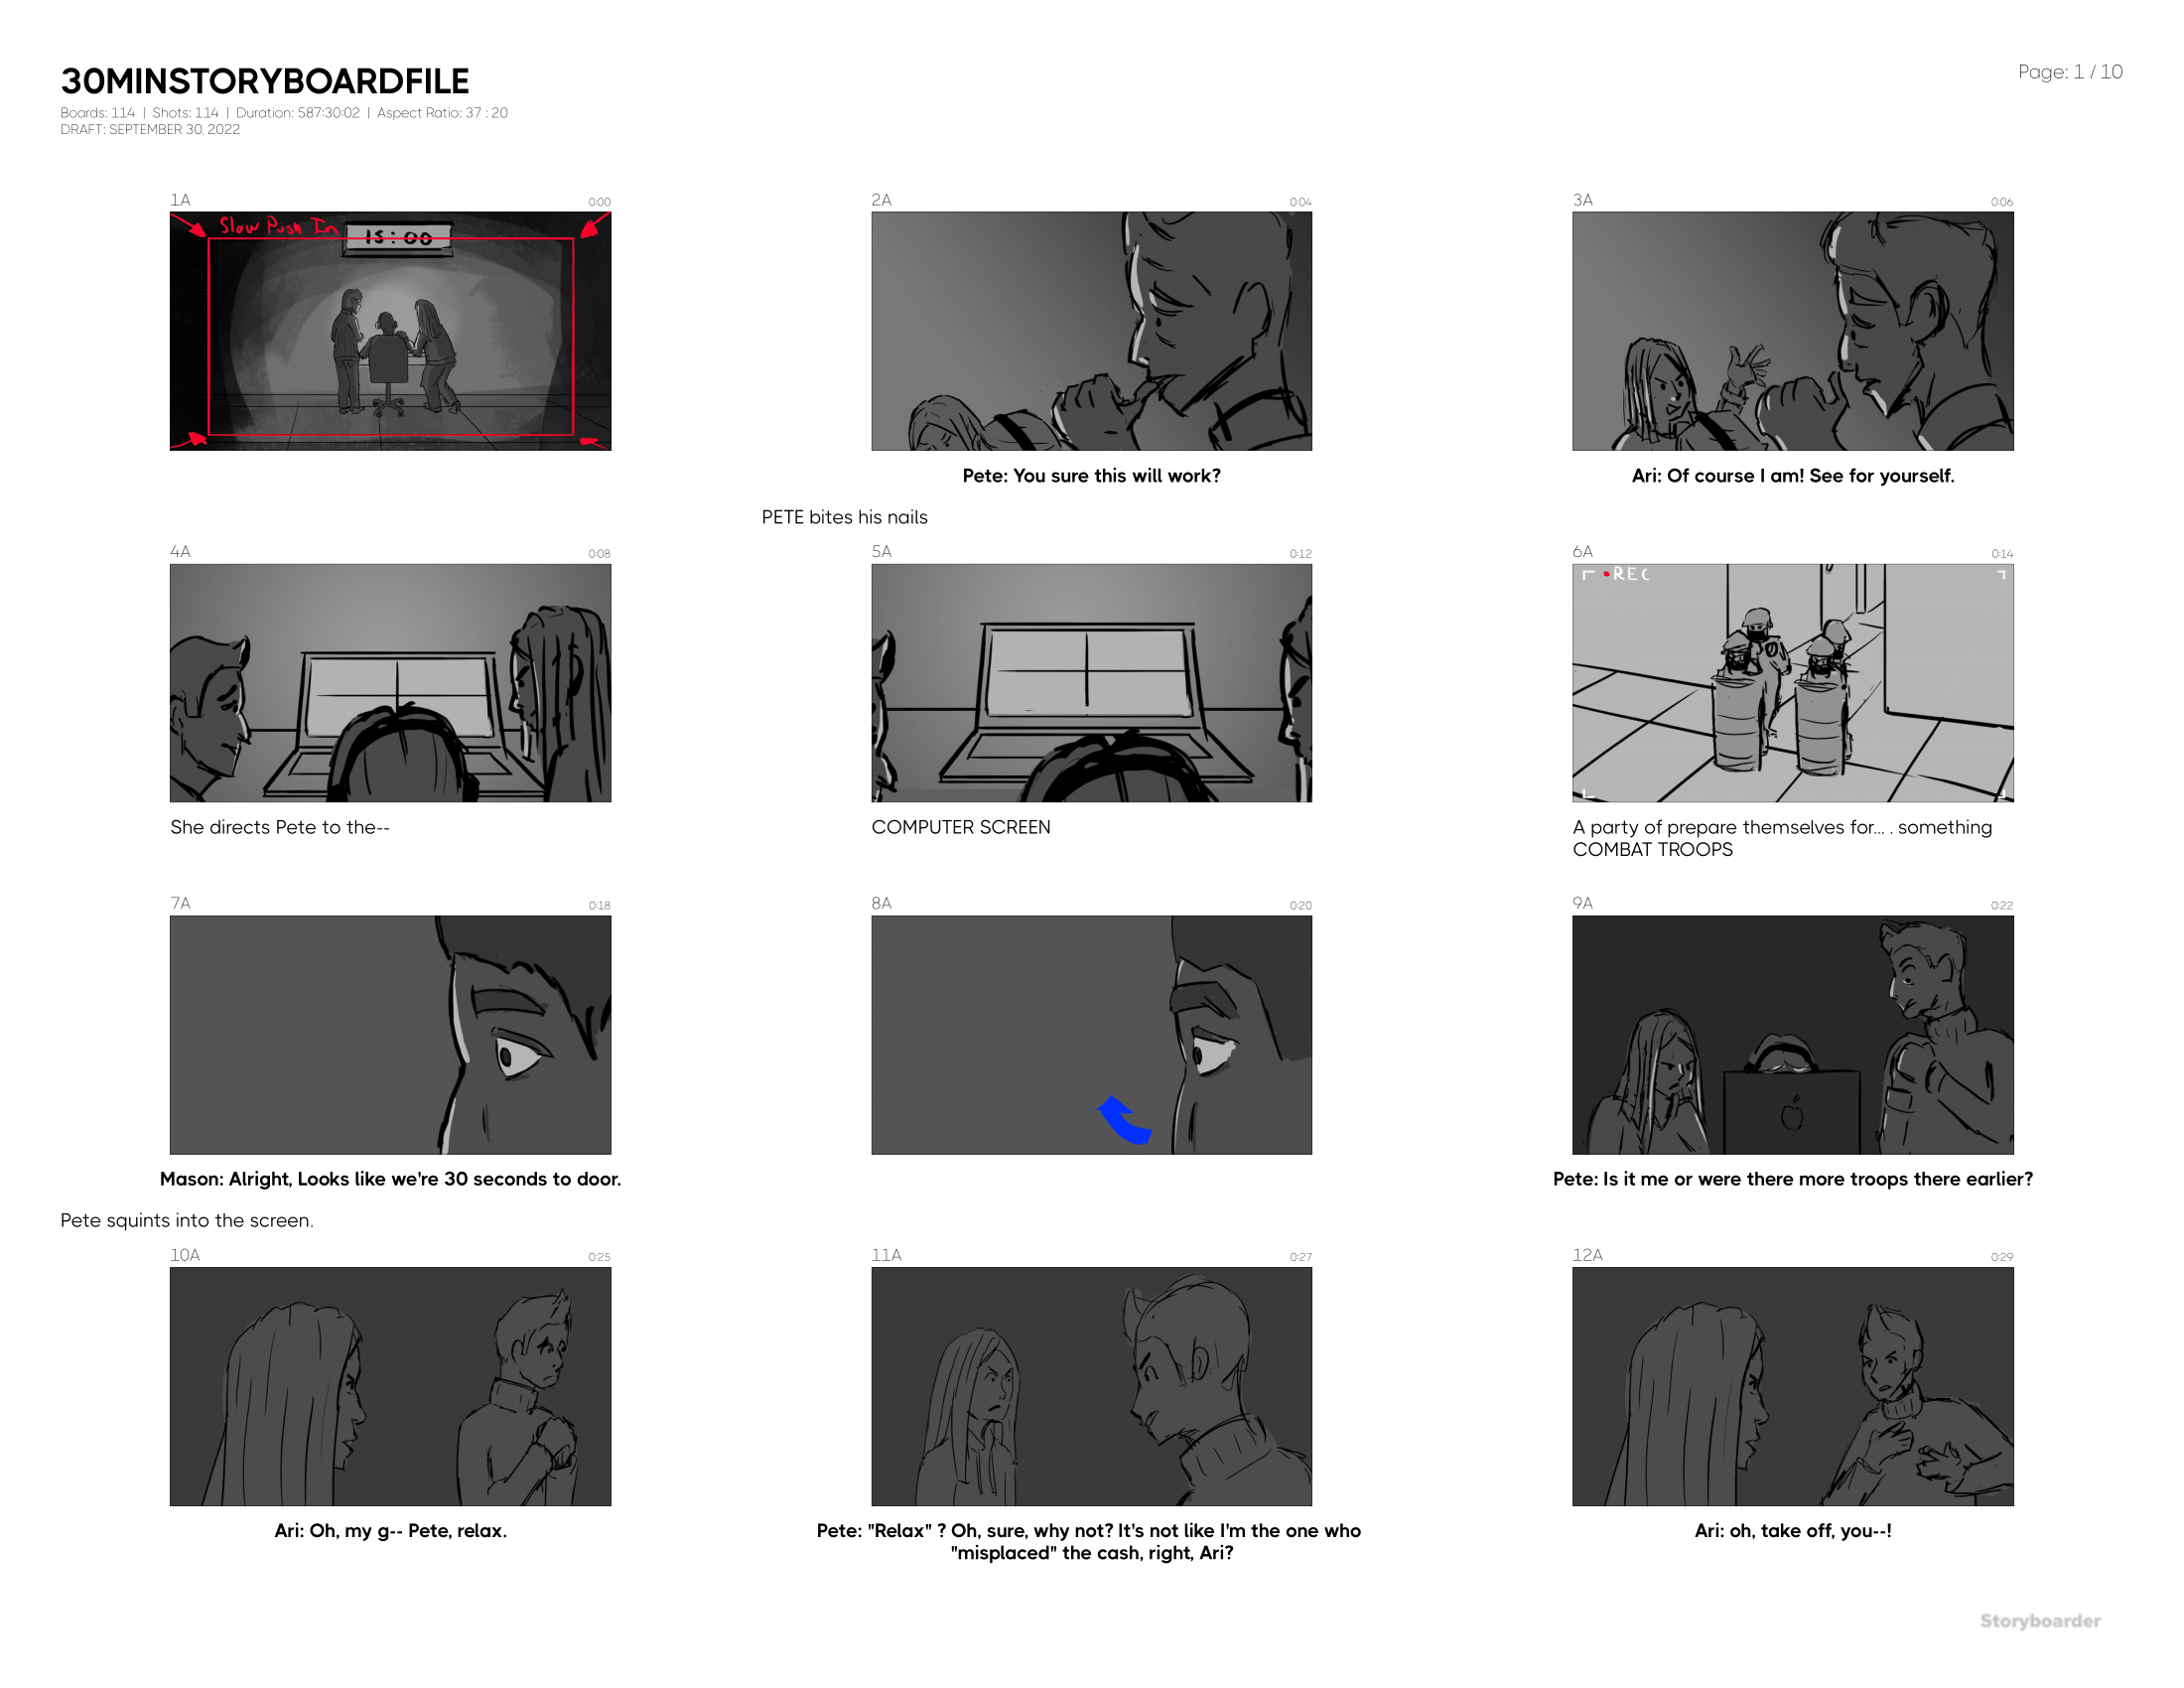 30MINSTORYBOARDFILE
Page: 1 / 10
Boards: 114 | Shots: 114 | Duration: 587:30:02 | Aspect Ratio: 37 : 20
DRAFT: SEPTEMBER 30, 2022
1A 0:00
Slow Push In
15:00
2A 0:04
Pete: You sure this will work?
PETE bites his nails
3A 0:06
Ari: Of course I am! See for yourself.
4A 0:08
She directs Pete to the--
5A 0:12
COMPUTER SCREEN
6A 0:14
REC
A party of prepare themselves for... . something
COMBAT TROOPS
7A 0:18
Mason: Alright, Looks like we're 30 seconds to door.
Pete squints into the screen.
8A 0:20
9A 0:22
Pete: Is it me or were there more troops there earlier?
10A 0:25
Ari: Oh, my g-- Pete, relax.
11A 0:27
Pete: "Relax" ? Oh, sure, why not? It's not like I'm the one who
"misplaced" the cash, right, Ari?
12A 0:29
Ari: oh, take off, you--!
Storyboarder